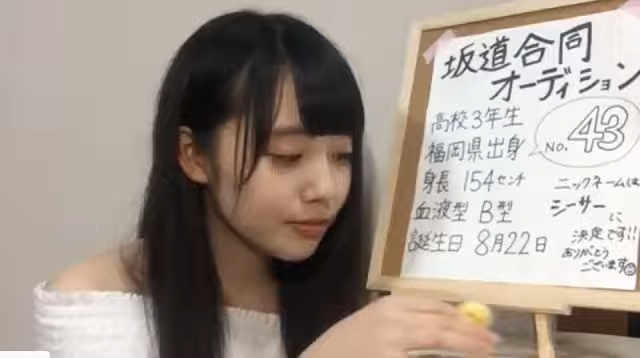 坂道合同
オーディション
高校3年生
福岡県出身
No. 43
身長 154センチ
血液型 B型
誕生日 8月22日
ニックネームは
シーサー
に
決定です!!
ありがとう
ございます